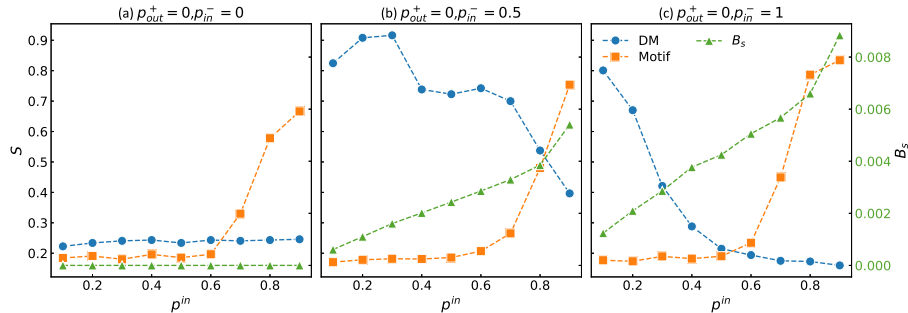 (a) $p_{out}^{+}=0, p_{in}^{-}=0$
(b) $p_{out}^{+}=0, p_{in}^{-}=0.5$
(c) $p_{out}^{+}=0, p_{in}^{-}=1$
DM
Motif
$B_s$
0.9
0.8
0.7
0.6
0.5
0.4
0.3
0.2
S
0.008
0.006
0.004
0.002
0.000
$B_s$
0.2 0.4 0.6 0.8
0.2 0.4 0.6 0.8
0.2 0.4 0.6 0.8
$p^{in}$
$p^{in}$
$p^{in}$